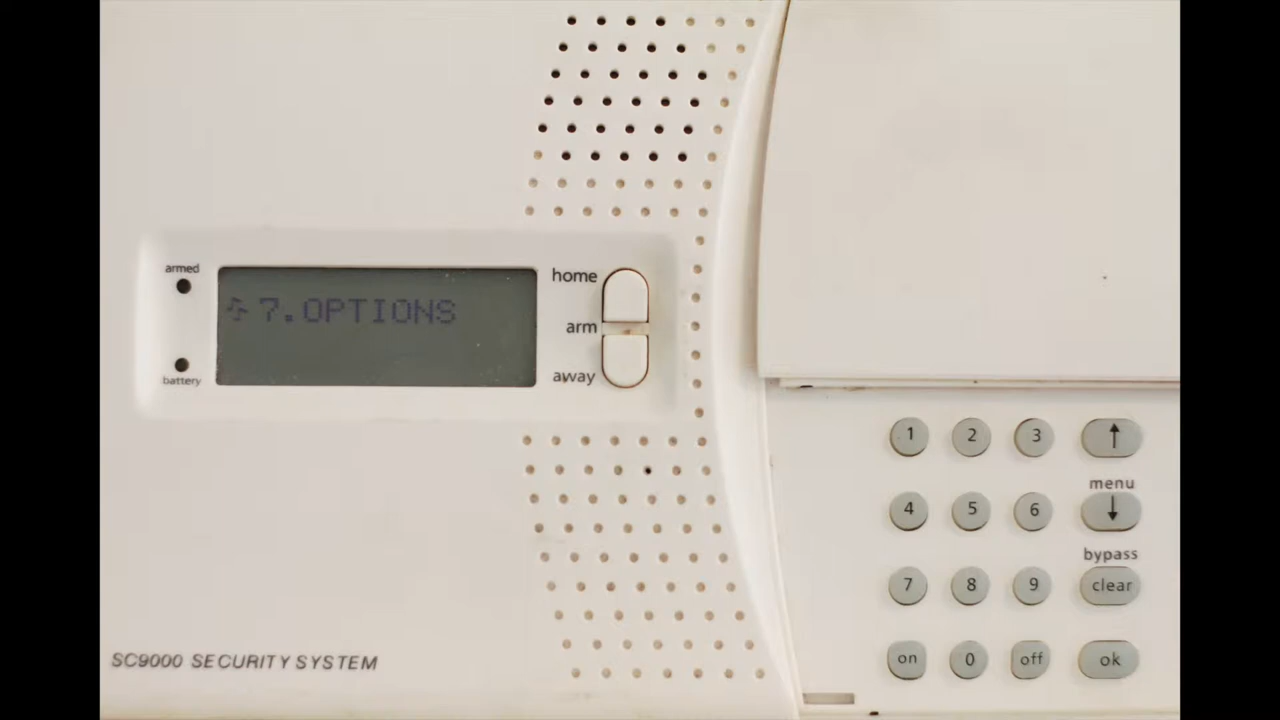 armed
battery
7.OPTIONS
home
arm
away
1 2 3 ↑
menu
4 5 6 ↓
bypass
7 8 9 clear
on 0 off ok
SC9000 SECURITY SYSTEM